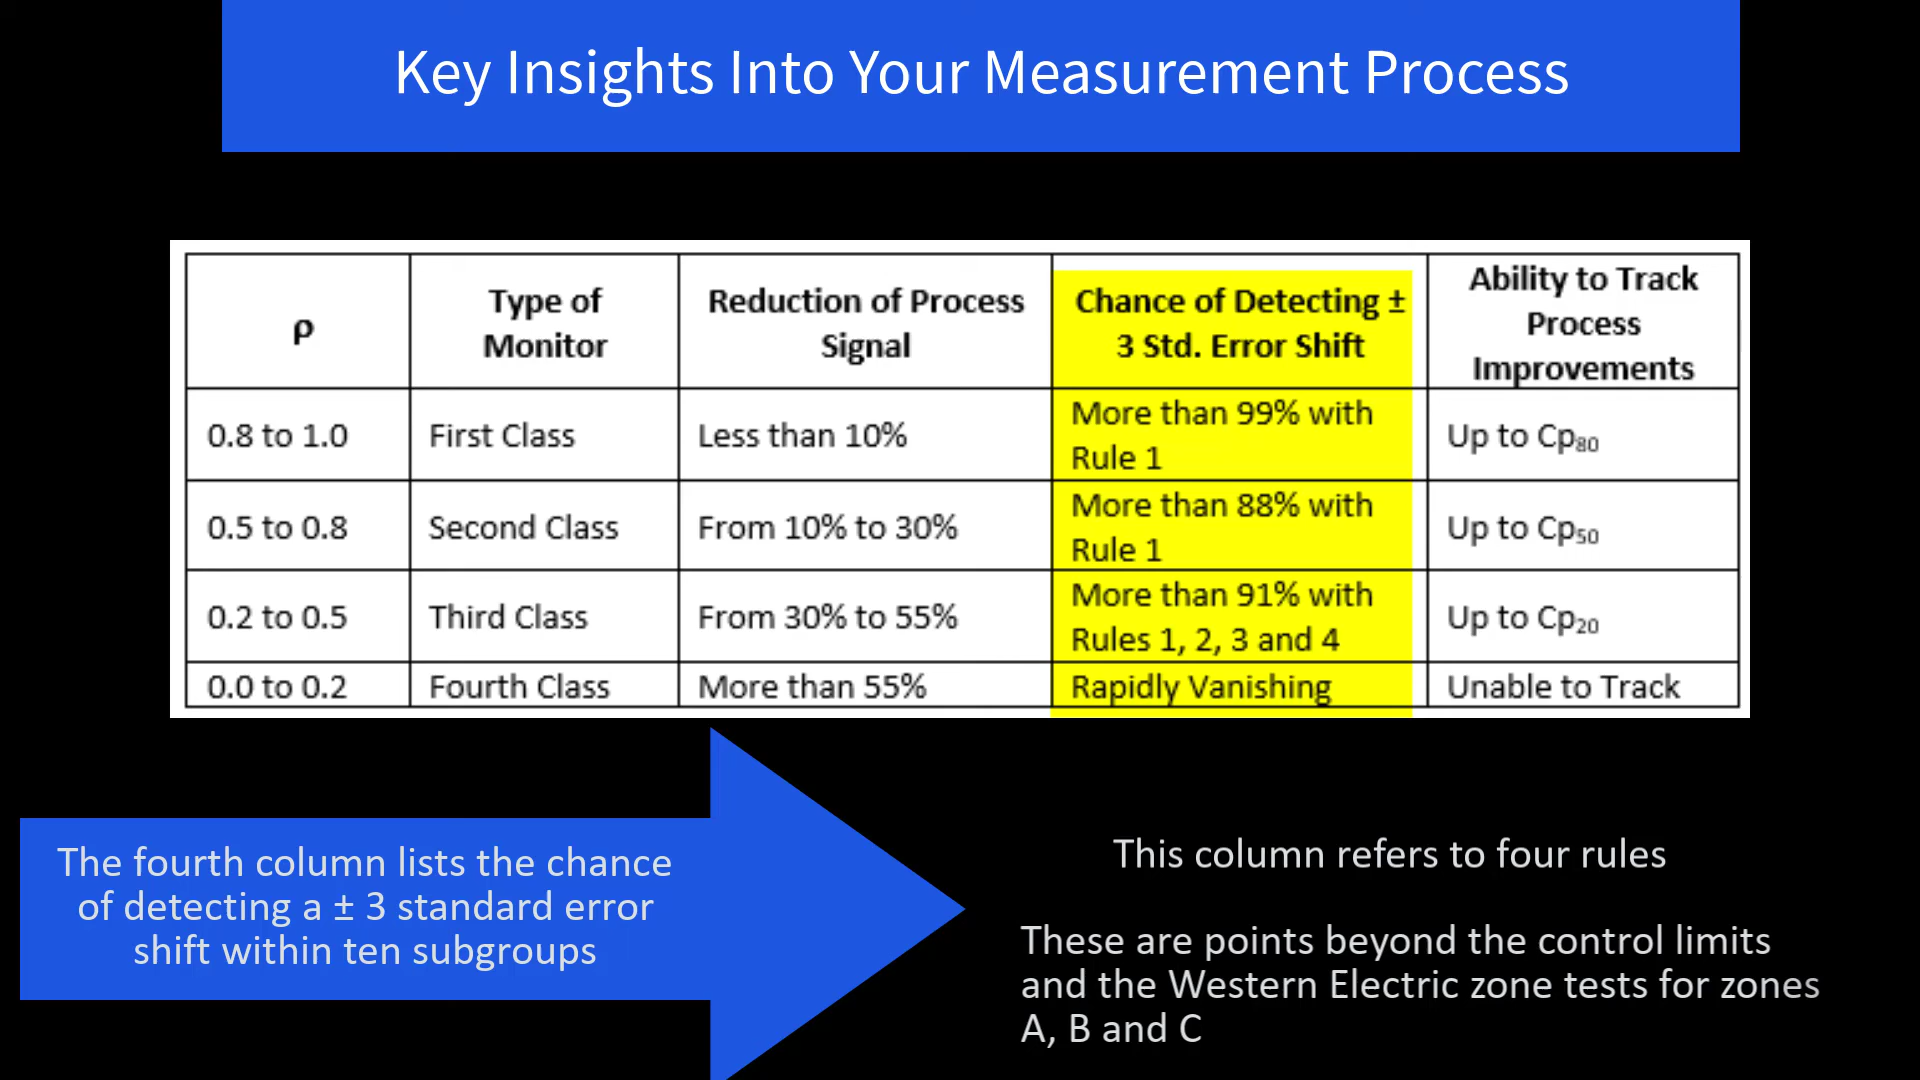 Key Insights Into Your Measurement Process
ρ
Type of
Monitor
Reduction of Process
Signal
Chance of Detecting ±
3 Std. Error Shift
Ability to Track
Process
Improvements
0.8 to 1.0
First Class
Less than 10%
More than 99% with
Rule 1
Up to Cp80
0.5 to 0.8
Second Class
From 10% to 30%
More than 88% with
Rule 1
Up to Cp50
0.2 to 0.5
Third Class
From 30% to 55%
More than 91% with
Rules 1, 2, 3 and 4
Up to Cp20
0.0 to 0.2
Fourth Class
More than 55%
Rapidly Vanishing
Unable to Track
The fourth column lists the chance
of detecting a ± 3 standard error
shift within ten subgroups
This column refers to four rules
These are points beyond the control limits
and the Western Electric zone tests for zones
A, B and C